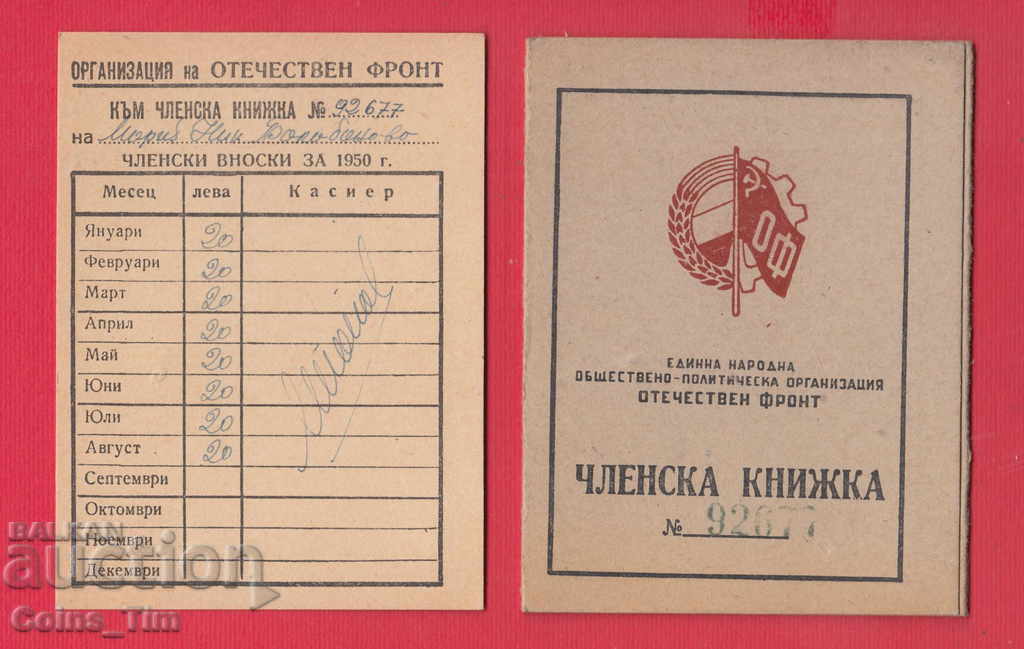 ОРГАНИЗАЦИЯ на ОТЕЧЕСТВЕН ФРОНТ
КЪМ ЧЛЕНСКА КНИЖКА № 92677
на Мария Ник
ЧЛЕНСКИ ВНОСКИ ЗА 1950 г.
Месец лева Касиер
Януари 20
Февруари 20
Март 20
Април 20
Май 20
Юни 20
Юли 20
Август 20
Септември
Октомври
Ноември
Декември
ОФ
ЕДИННА НАРОДНА
ОБЩЕСТВЕНО-ПОЛИТИЧЕСКА ОРГАНИЗАЦИЯ
ОТЕЧЕСТВЕН ФРОНТ
ЧЛЕНСКА КНИЖКА
№ 92677
BALKAN
auction
Coins_Tim